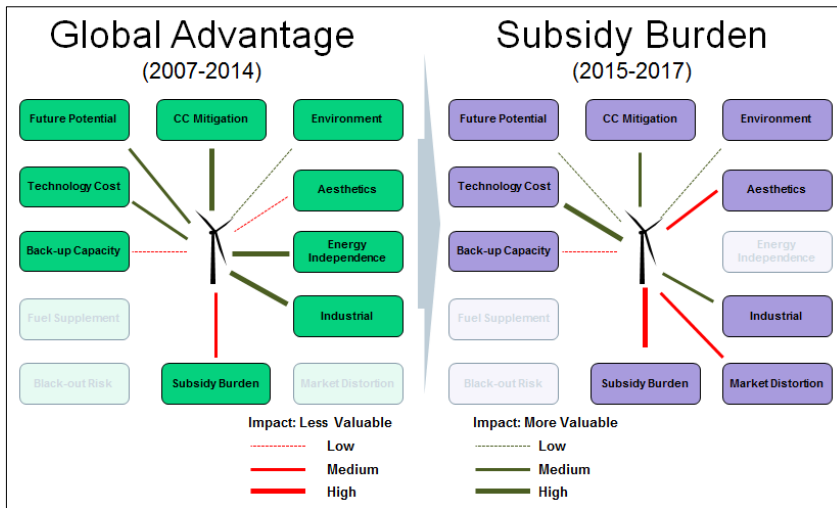 Global Advantage
(2007-2014)
Future Potential
CC Mitigation
Environment
Technology Cost
Aesthetics
Back-up Capacity
Energy
Independence
Fuel Supplement
Industrial
Black-out Risk
Subsidy Burden
Market Distortion
Subsidy Burden
(2015-2017)
Future Potential
CC Mitigation
Environment
Technology Cost
Aesthetics
Back-up Capacity
Energy
Independence
Fuel Supplement
Industrial
Black-out Risk
Subsidy Burden
Market Distortion
Impact: Less Valuable
Low
Medium
High
Impact: More Valuable
Low
Medium
High